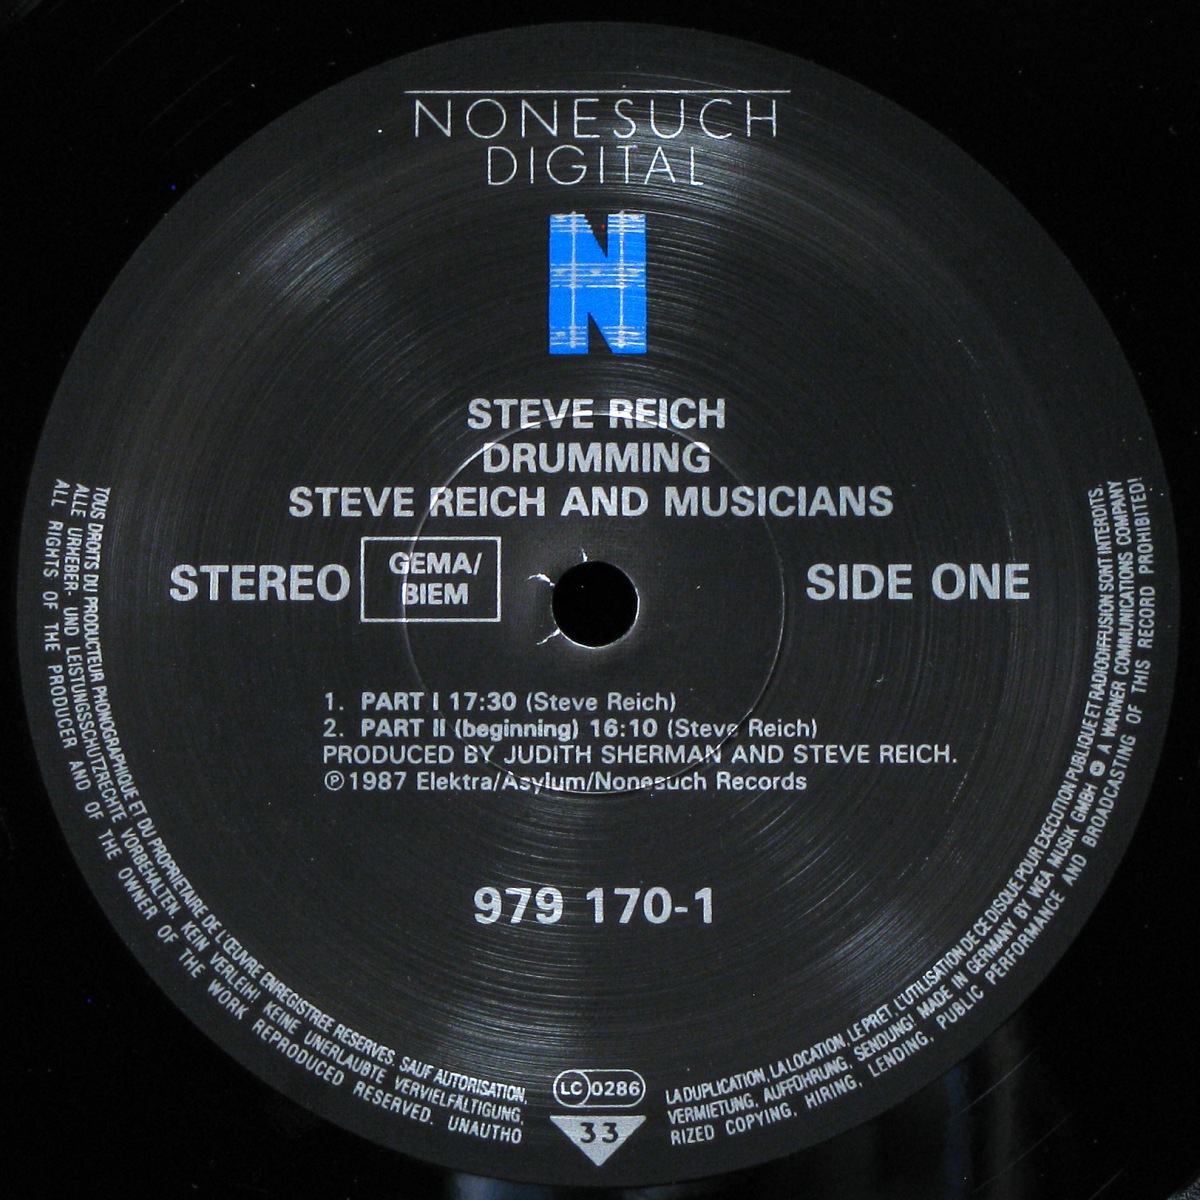 NONESUCH
DIGITAL
N
STEVE REICH
DRUMMING
STEVE REICH AND MUSICIANS
STEREO
GEMA/
BIEM
SIDE ONE
1. PART I 17:30 (Steve Reich)
2. PART II (beginning) 16:10 (Steve Reich)
PRODUCED BY JUDITH SHERMAN AND STEVE REICH.
℗ 1987 Elektra/Asylum/Nonesuch Records
979 170-1
TOUS DROITS DU PRODUCTEUR PHONOGRAPHIQUE ET DU PROPRIETAIRE DE L'ŒUVRE ENREGISTREE RESERVES. SAUF AUTORISATION, LA DUPLICATION, LA LOCATION, LE PRET, L'UTILISATION DE CE DISQUE POUR EXECUTION PUBLIQUE ET RADIODIFFUSION SONT INTERDITS.
ALLE URHEBER- UND LEISTUNGSSCHUTZRECHTE VORBEHALTEN. KEIN VERLEIH! KEINE UNERLAUBTE VERVIELFÄLTIGUNG, VERMIETUNG, AUFFÜHRUNG, SENDUNG! MADE IN GERMANY BY WEA MUSIK GMBH A WARNER COMMUNICATIONS COMPANY
ALL RIGHTS OF THE PRODUCER AND OF THE OWNER OF THE WORK REPRODUCED RESERVED. UNAUTHORIZED COPYING, HIRING, LENDING, PUBLIC PERFORMANCE AND BROADCASTING OF THIS RECORD PROHIBITED!
LC 0286
33